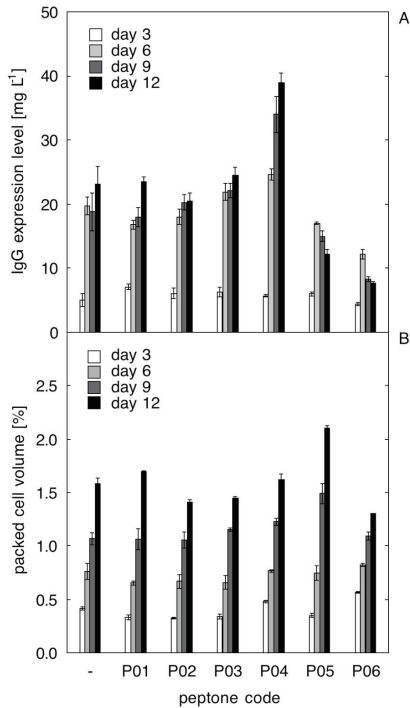 A
50
40
30
20
10
0
IgG expression level [mg L⁻¹]
day 3
day 6
day 9
day 12
B
2.5
2.0
1.5
1.0
0.5
0.0
packed cell volume [%]
day 3
day 6
day 9
day 12
- P01 P02 P03 P04 P05 P06
peptone code